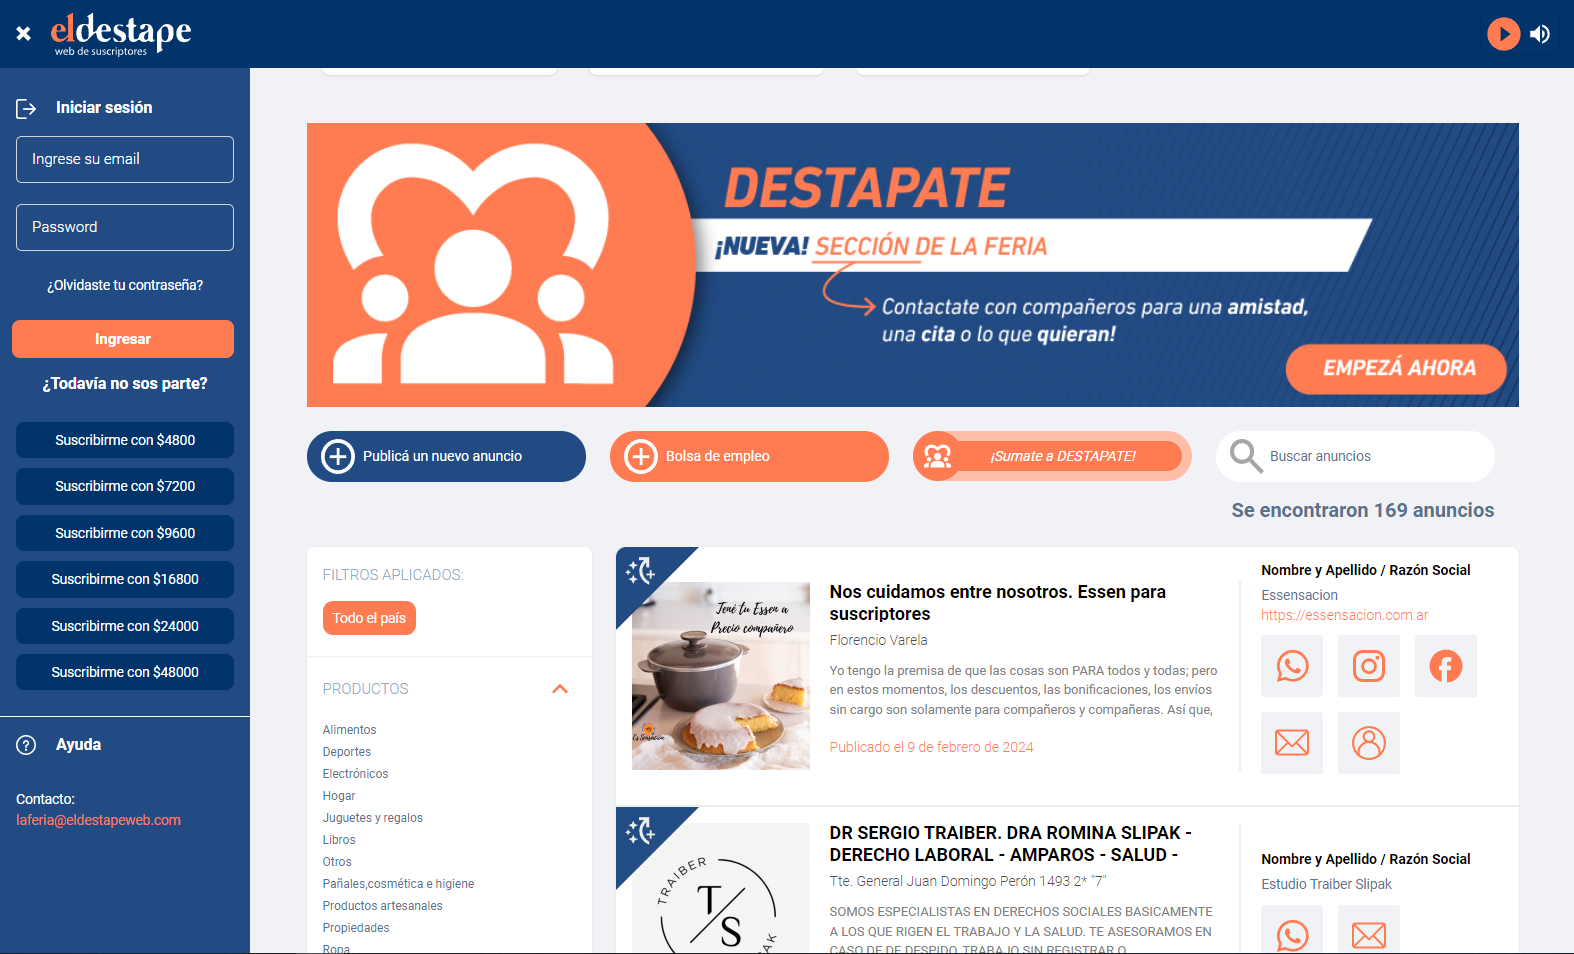 eldestape
web de suscriptores
Iniciar sesión
Ingrese su email
Password
¿Olvidaste tu contraseña?
Ingresar
¿Todavía no sos parte?
Suscribirme con $4800
Suscribirme con $7200
Suscribirme con $9600
Suscribirme con $16800
Suscribirme con $24000
Suscribirme con $48000
Ayuda
Contacto:
laferia@eldestapeweb.com
DESTAPATE
¡NUEVA! SECCIÓN DE LA FERIA
Contactate con compañeros para una amistad,
una cita o lo que quieran!
EMPEZÁ AHORA
Publicá un nuevo anuncio
Bolsa de empleo
¡Sumate a DESTAPATE!
Buscar anuncios
Se encontraron 169 anuncios
FILTROS APLICADOS:
Todo el país
PRODUCTOS
Alimentos
Deportes
Electrónicos
Hogar
Juguetes y regalos
Libros
Otros
Pañales,cosmética e higiene
Productos artesanales
Propiedades
Ropa
Tené tu Essen a
Precio compañero
Es Sensación
Nos cuidamos entre nosotros. Essen para
suscriptores
Florencio Varela
Yo tengo la premisa de que las cosas son PARA todos y todas; pero
en estos momentos, los descuentos, las bonificaciones, los envíos
sin cargo son solamente para compañeros y compañeras. Así que,
Publicado el 9 de febrero de 2024
Nombre y Apellido / Razón Social
Essensacion
https://essensacion.com.ar
TRAIBER
T/S
DR SERGIO TRAIBER. DRA ROMINA SLIPAK -
DERECHO LABORAL - AMPAROS - SALUD -
Tte. General Juan Domingo Perón 1493 2* "7"
SOMOS ESPECIALISTAS EN DERECHOS SOCIALES BASICAMENTE
A LOS QUE RIGEN EL TRABAJO Y LA SALUD. TE ASESORAMOS EN
CASO DE DE DESPIDO, TRABAJO SIN REGISTRAR O
Nombre y Apellido / Razón Social
Estudio Traiber Slipak